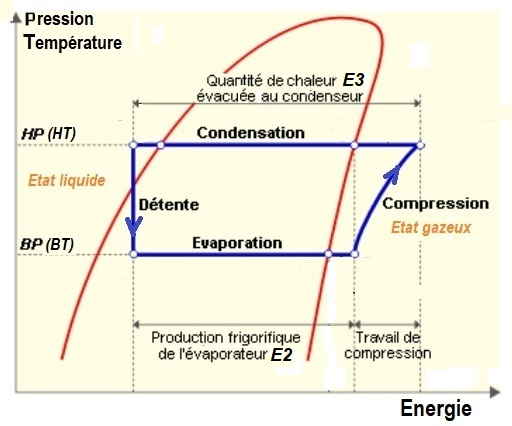 Pression
Température
Quantité de chaleur E3
évacuée au condenseur
HP (HT)
Condensation
Etat liquide
Détente
Compression
Etat gazeux
BP (BT)
Evaporation
Production frigorifique
de l'évaporateur E2
Travail de
compression
Energie